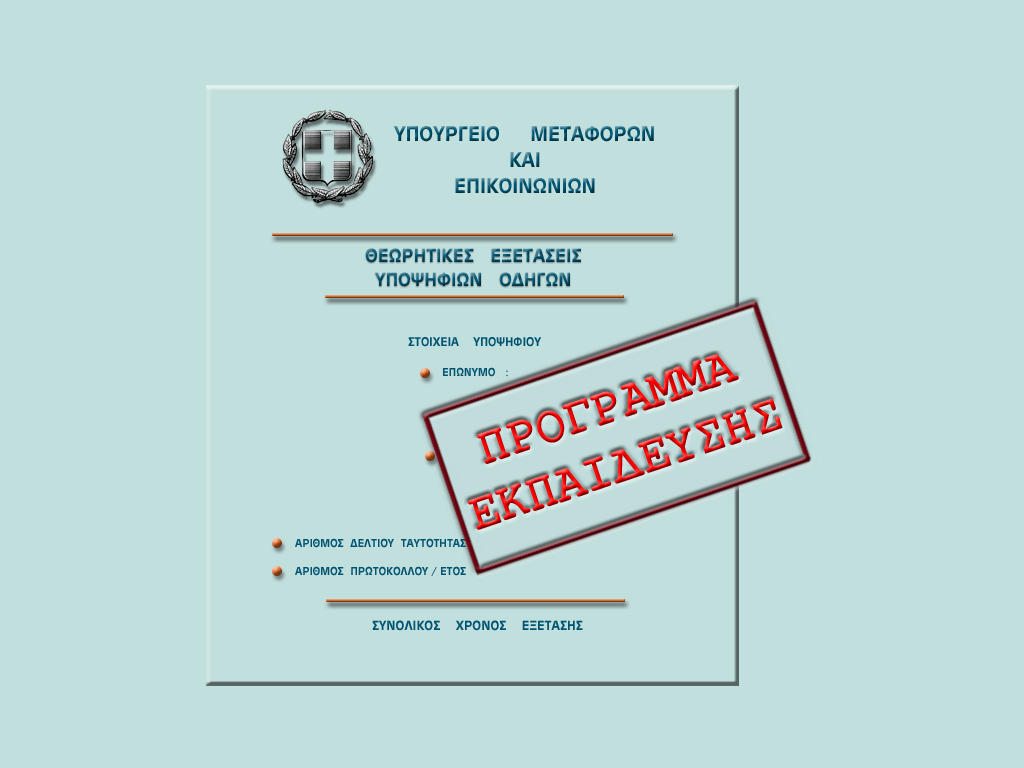 ΥΠΟΥΡΓΕΙΟ ΜΕΤΑΦΟΡΩΝ
ΚΑΙ
ΕΠΙΚΟΙΝΩΝΙΩΝ
ΘΕΩΡΗΤΙΚΕΣ ΕΞΕΤΑΣΕΙΣ
ΥΠΟΨΗΦΙΩΝ ΟΔΗΓΩΝ
ΣΤΟΙΧΕΙΑ ΥΠΟΨΗΦΙΟΥ
ΕΠΩΝΥΜΟ :
ΠΡΟΓΡΑΜΜΑ
ΕΚΠΑΙΔΕΥΣΗΣ
ΑΡΙΘΜΟΣ ΔΕΛΤΙΟΥ ΤΑΥΤΟΤΗΤΑΣ
ΑΡΙΘΜΟΣ ΠΡΩΤΟΚΟΛΛΟΥ / ΕΤΟΣ
ΣΥΝΟΛΙΚΟΣ ΧΡΟΝΟΣ ΕΞΕΤΑΣΗΣ